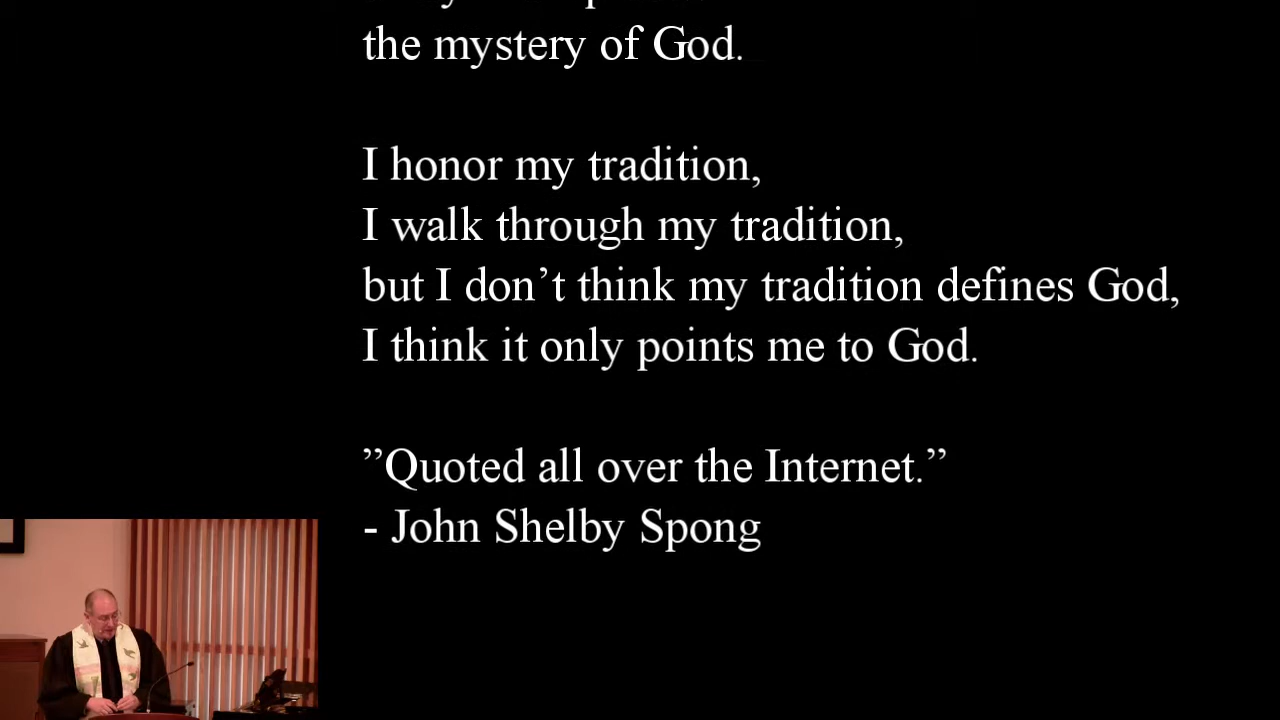 the mystery of God.
I honor my tradition,
I walk through my tradition,
but I don’t think my tradition defines God,
I think it only points me to God.
”Quoted all over the Internet.”
- John Shelby Spong